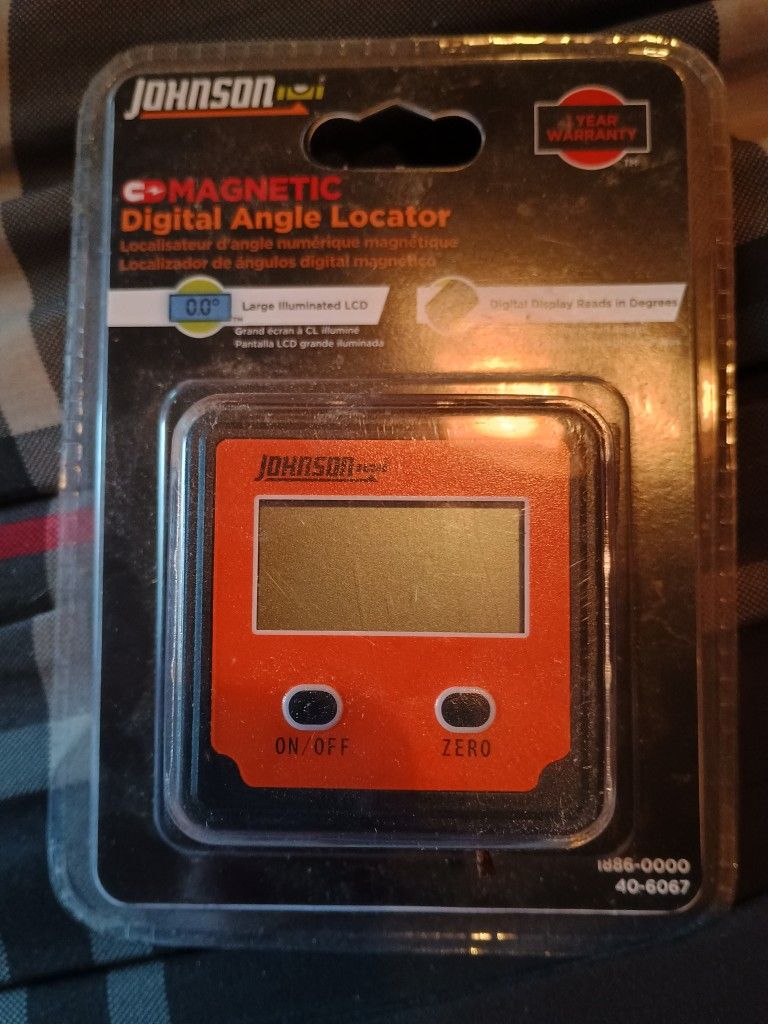 JOHNSON
1 YEAR
WARRANTY
TM
MAGNETIC
Digital Angle Locator
Localisateur d'angle numérique magnétique
Localizador de ángulos digital magnético
0.0°
Large Illuminated LCD
TM
Grand écran à CL illuminé
Pantalla LCD grande iluminada
Digital Display Reads in Degrees
JOHNSON
ON/OFF
ZERO
1886-0000
40-6067